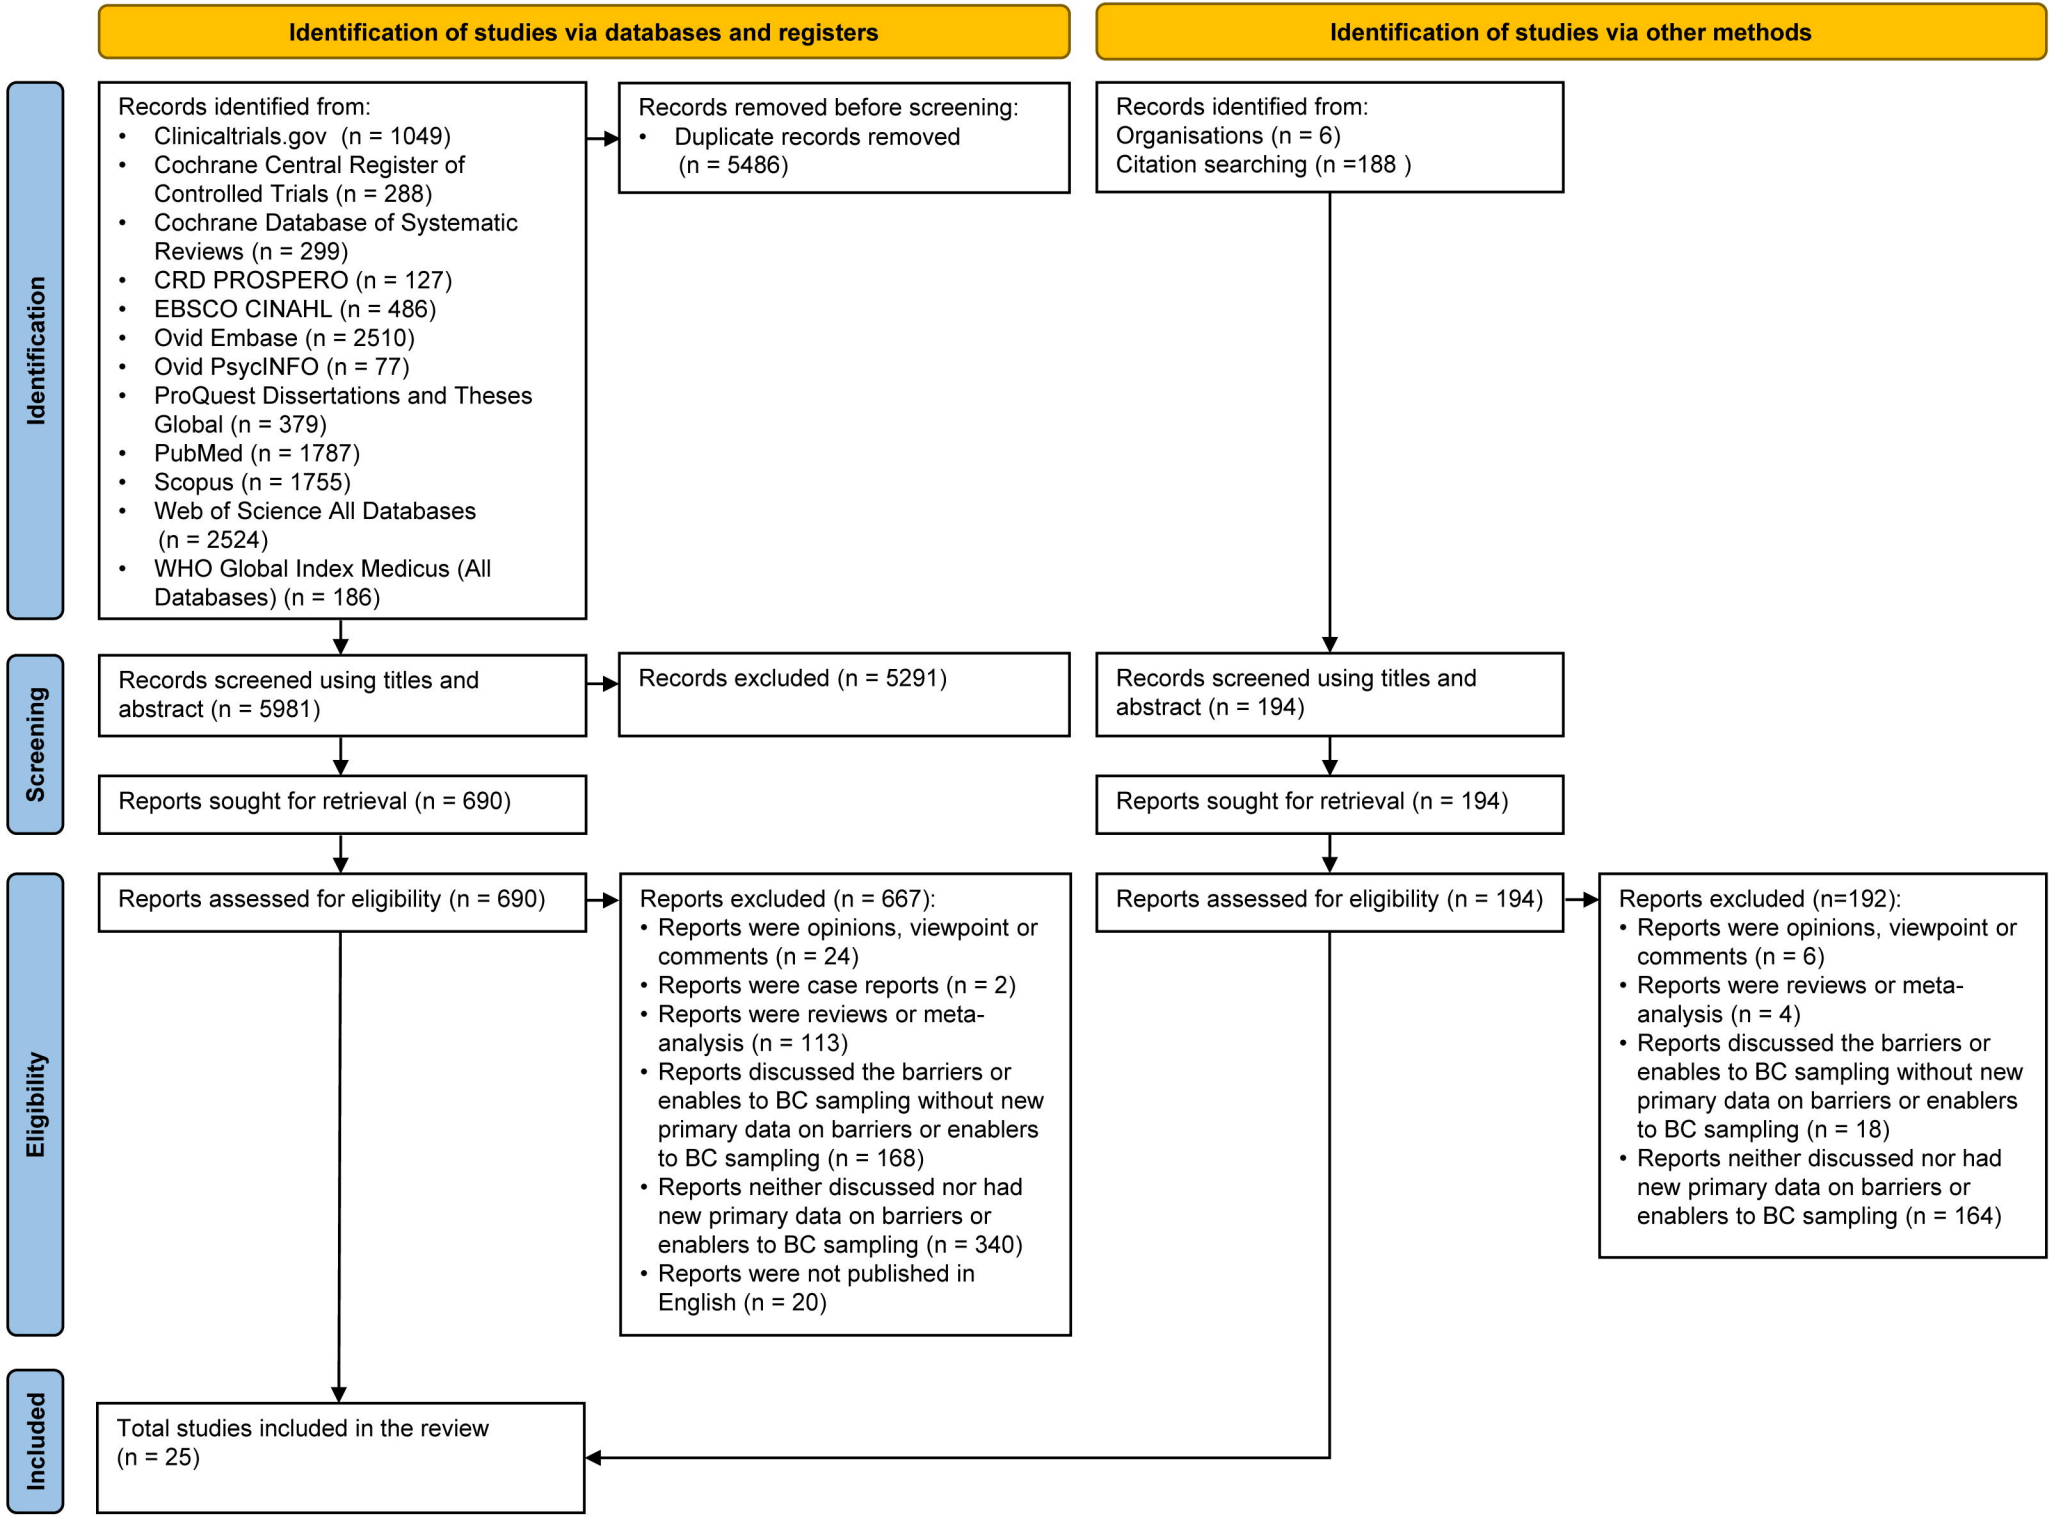 Identification of studies via databases and registers
Identification of studies via other methods
Identification
Records identified from:
• Clinicaltrials.gov (n = 1049)
• Cochrane Central Register of
Controlled Trials (n = 288)
• Cochrane Database of Systematic
Reviews (n = 299)
• CRD PROSPERO (n = 127)
• EBSCO CINAHL (n = 486)
• Ovid Embase (n = 2510)
• Ovid PsycINFO (n = 77)
• ProQuest Dissertations and Theses
Global (n = 379)
• PubMed (n = 1787)
• Scopus (n = 1755)
• Web of Science All Databases
(n = 2524)
• WHO Global Index Medicus (All
Databases) (n = 186)
Records removed before screening:
• Duplicate records removed
(n = 5486)
Records identified from:
Organisations (n = 6)
Citation searching (n =188 )
Screening
Records screened using titles and
abstract (n = 5981)
Records excluded (n = 5291)
Records screened using titles and
abstract (n = 194)
Reports sought for retrieval (n = 690)
Reports sought for retrieval (n = 194)
Eligibility
Reports assessed for eligibility (n = 690)
Reports excluded (n = 667):
• Reports were opinions, viewpoint or
comments (n = 24)
• Reports were case reports (n = 2)
• Reports were reviews or meta-
analysis (n = 113)
• Reports discussed the barriers or
enables to BC sampling without new
primary data on barriers or enablers
to BC sampling (n = 168)
• Reports neither discussed nor had
new primary data on barriers or
enablers to BC sampling (n = 340)
• Reports were not published in
English (n = 20)
Reports assessed for eligibility (n = 194)
Reports excluded (n=192):
• Reports were opinions, viewpoint or
comments (n = 6)
• Reports were reviews or meta-
analysis (n = 4)
• Reports discussed the barriers or
enables to BC sampling without new
primary data on barriers or enablers
to BC sampling (n = 18)
• Reports neither discussed nor had
new primary data on barriers or
enablers to BC sampling (n = 164)
Included
Total studies included in the review
(n = 25)